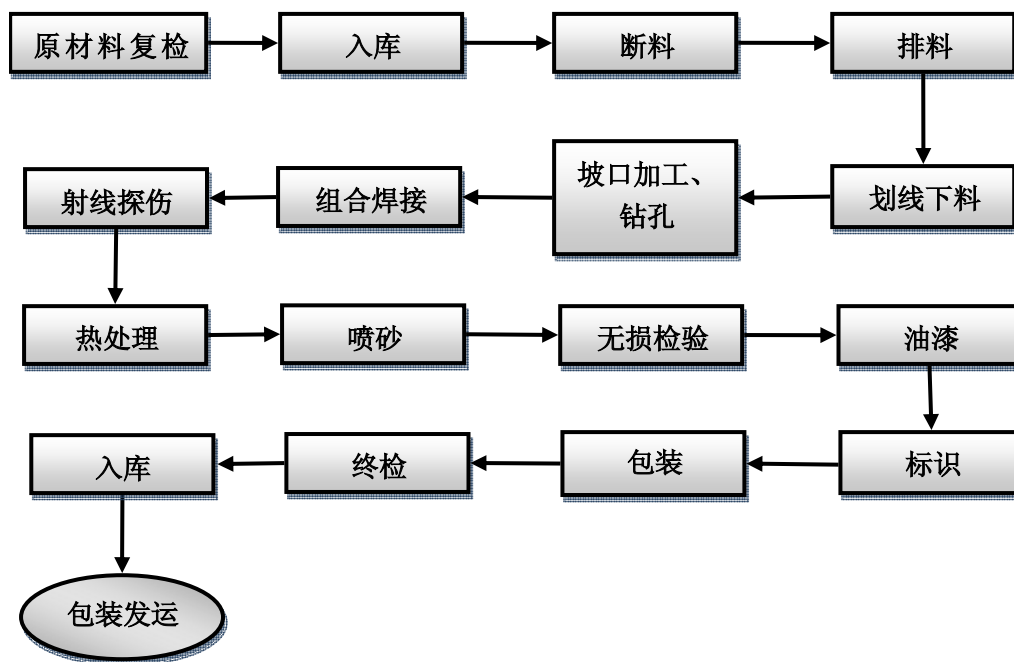 原材料复检
入库
断料
排料
划线下料
坡口加工、
钻孔
组合焊接
射线探伤
热处理
喷砂
无损检验
油漆
标识
包装
终检
入库
包装发运